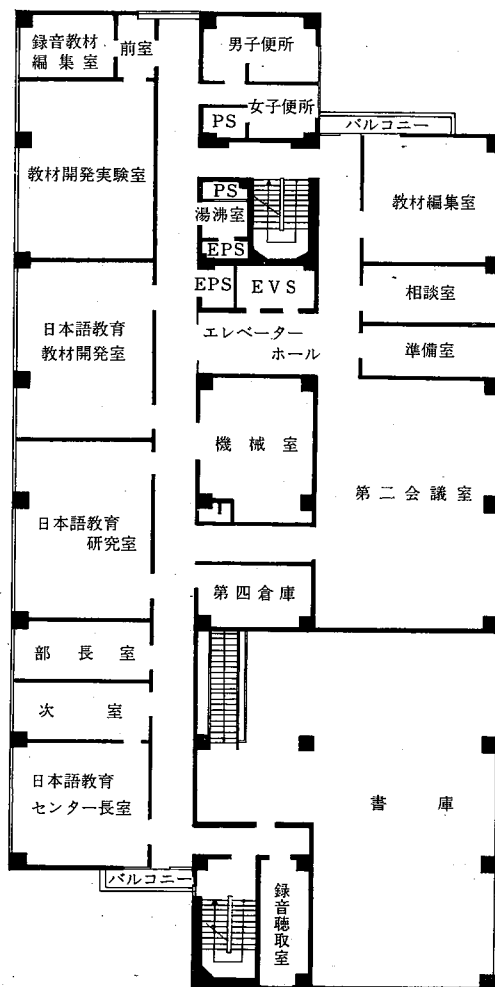 録音教材
編集室
前室
男子便所
女子便所
PS
バルコニー
教材開発実験室
PS
湯沸室
EPS
教材編集室
EPS
EVS
相談室
エレベーター
ホール
準備室
日本語教育
教材開発室
機械室
第二会議室
日本語教育
研究室
第四倉庫
部長室
次室
日本語教育
センター長室
書庫
バルコニー
録音聴取室